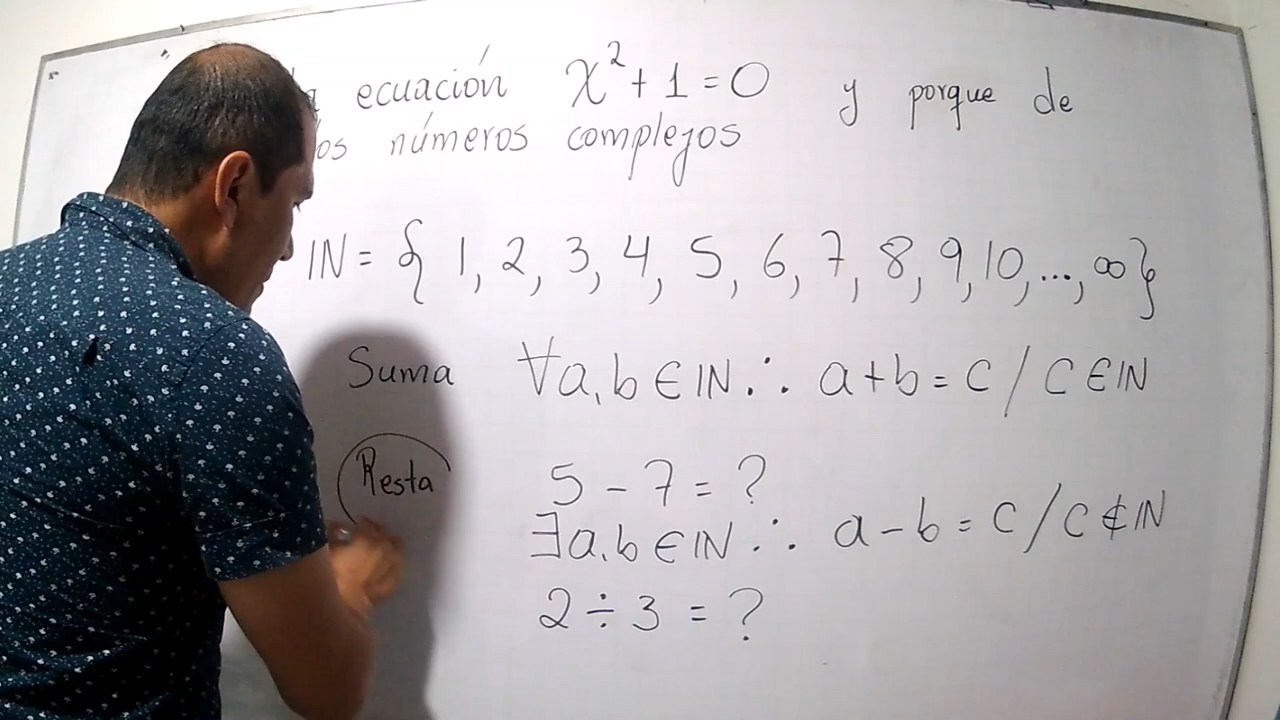 ecuación x² + 1 = 0 y porque de
los números complejos
IN = { 1, 2, 3, 4, 5, 6, 7, 8, 9, 10, ..., ∞ }
Suma ∀a,b ∈ IN ∴ a + b = c / c ∈ IN
Resta 5 - 7 = ?
∃a,b ∈ IN ∴ a - b = c / c ∉ IN
2 ÷ 3 = ?